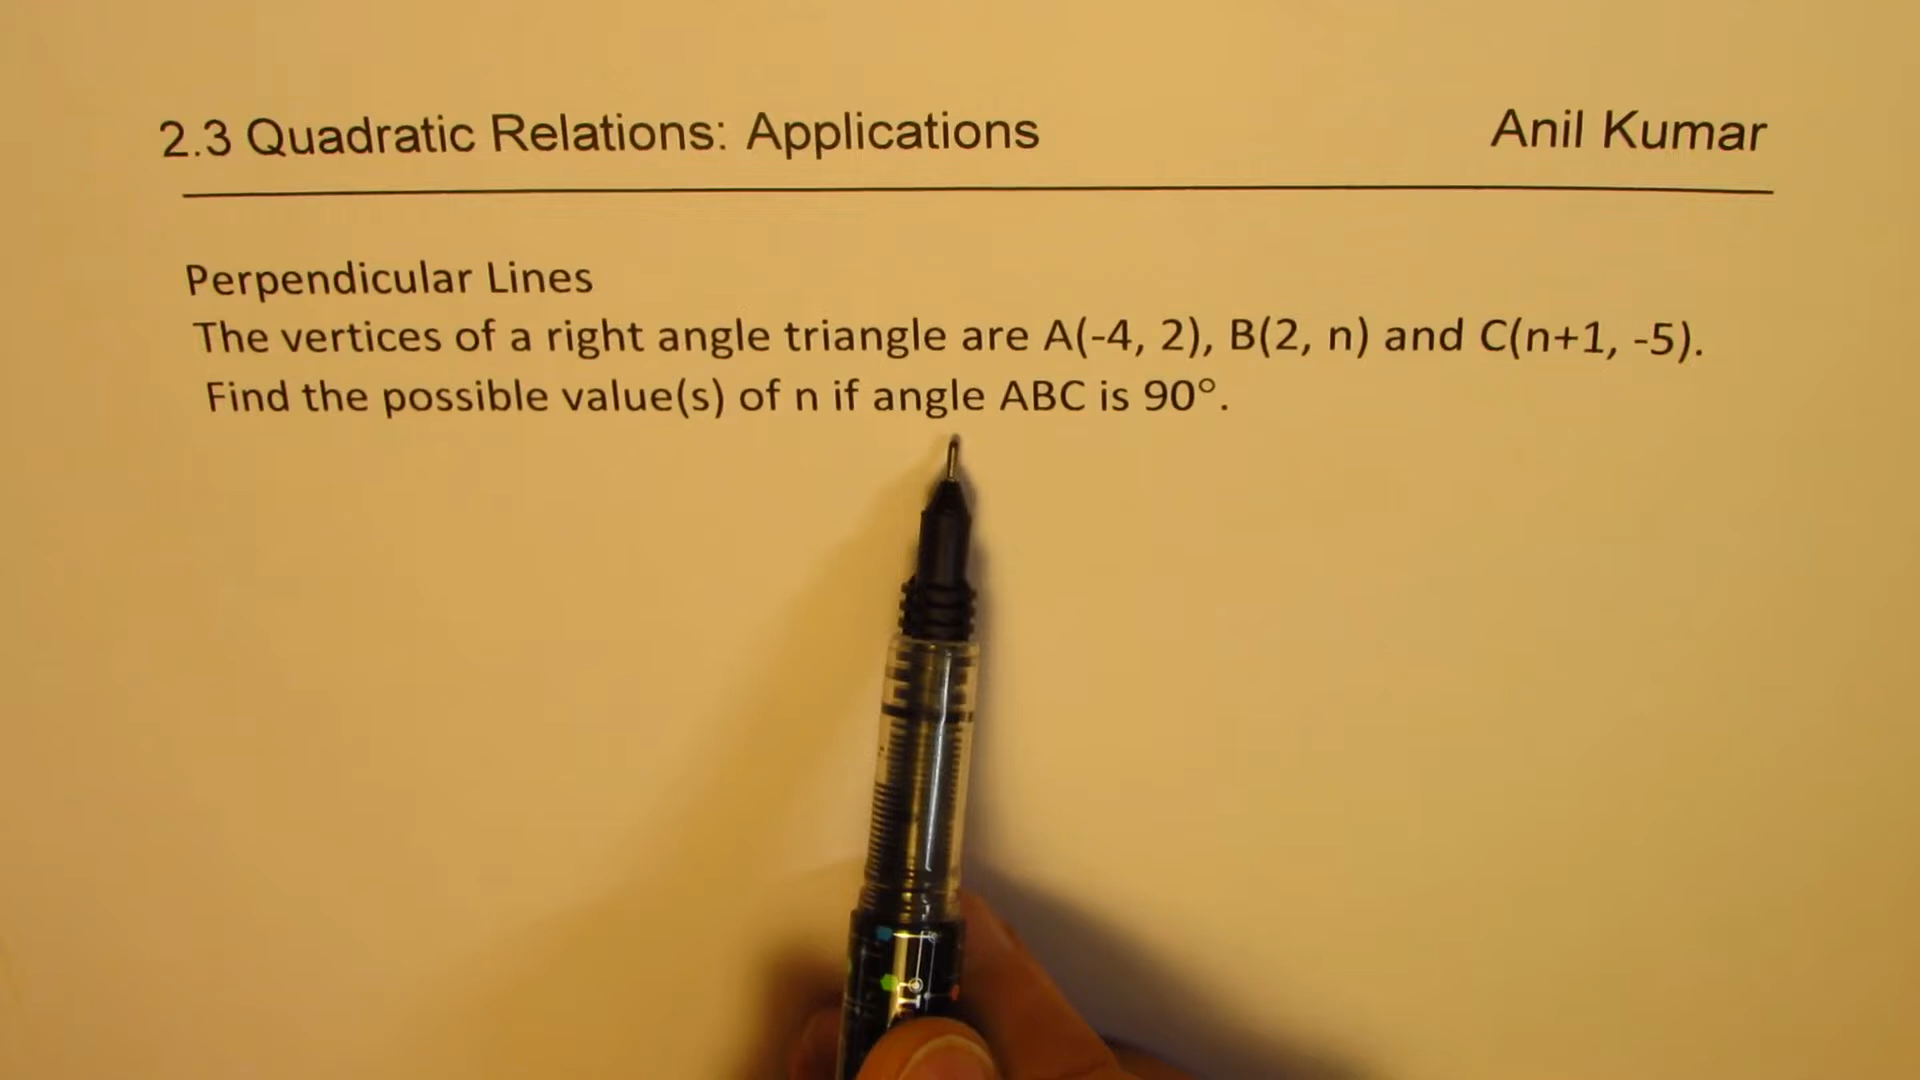 2.3 Quadratic Relations: Applications
Anil Kumar
Perpendicular Lines
The vertices of a right angle triangle are A(-4, 2), B(2, n) and C(n+1, -5).
Find the possible value(s) of n if angle ABC is 90°.